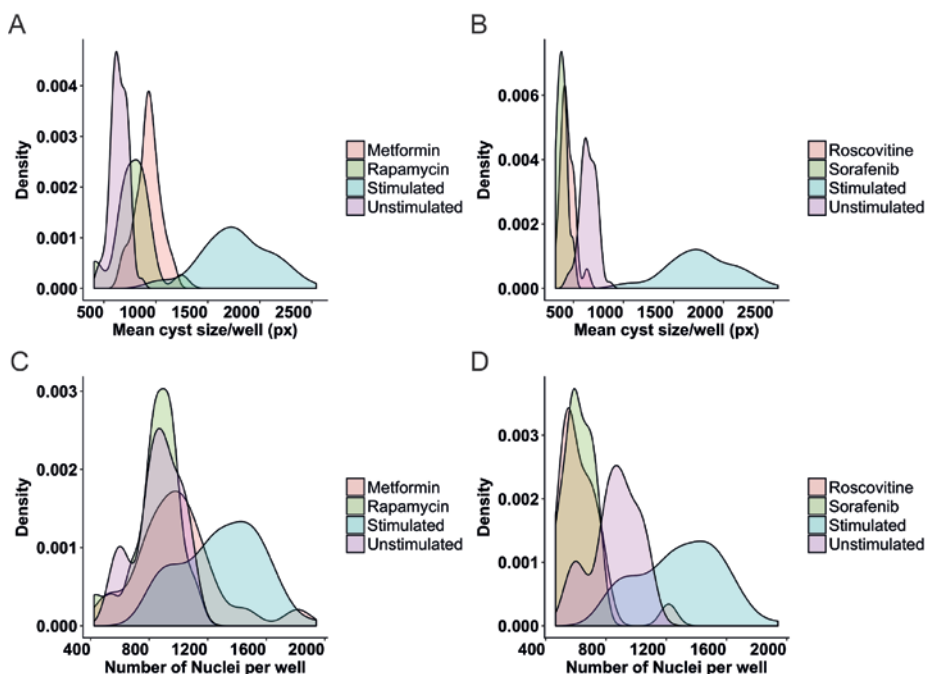 A
Density
0.004
0.003
0.002
0.001
0.000
500 1000 1500 2000 2500
Mean cyst size/well (px)
Metformin
Rapamycin
Stimulated
Unstimulated
B
Density
0.006
0.004
0.002
0.000
500 1000 1500 2000 2500
Mean cyst size/well (px)
Roscovitine
Sorafenib
Stimulated
Unstimulated
C
Density
0.003
0.002
0.001
0.000
400 800 1200 1600 2000
Number of Nuclei per well
Metformin
Rapamycin
Stimulated
Unstimulated
D
Density
0.003
0.002
0.001
0.000
400 800 1200 1600 2000
Number of Nuclei per well
Roscovitine
Sorafenib
Stimulated
Unstimulated